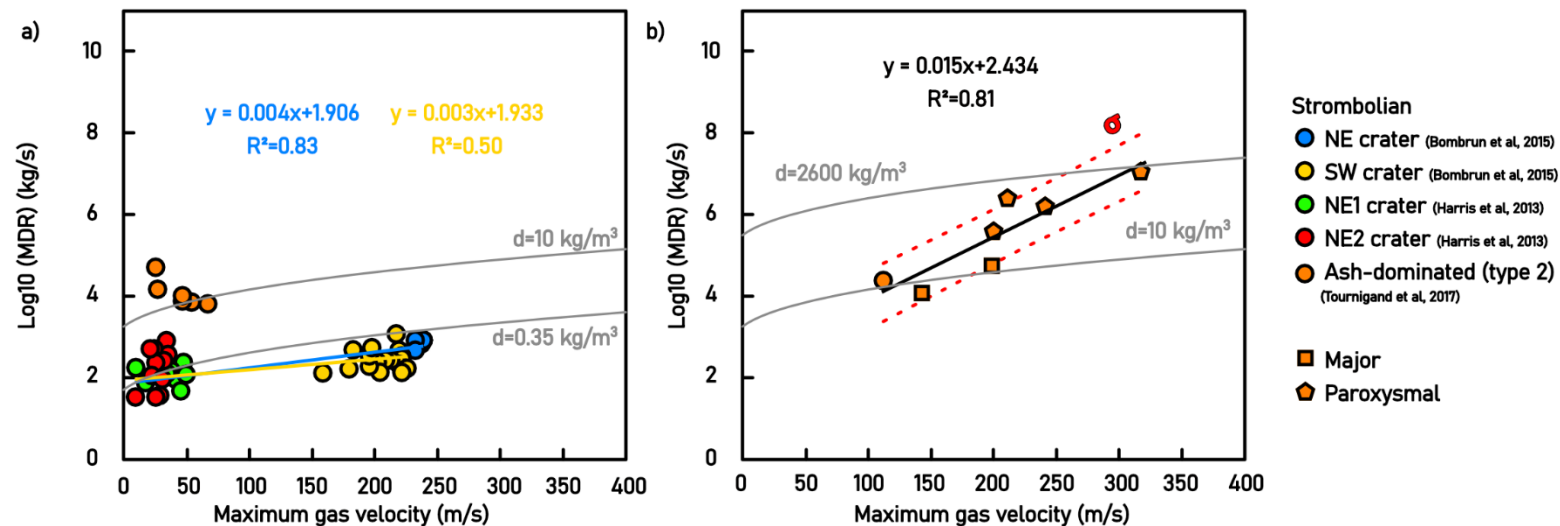 a)
10
8
6
4
2
0
Log10 (MDR) (kg/s)
y = 0.004x+1.906
R²=0.83
y = 0.003x+1.933
R²=0.50
d=10 kg/m³
d=0.35 kg/m³
0 50 100 150 200 250 300 350 400
Maximum gas velocity (m/s)
b)
10
8
6
4
2
0
Log10 (MDR) (kg/s)
y = 0.015x+2.434
R²=0.81
d=2600 kg/m³
d=10 kg/m³
0 50 100 150 200 250 300 350 400
Maximum gas velocity (m/s)
Strombolian
NE crater (Bombrun et al, 2015)
SW crater (Bombrun et al, 2015)
NE1 crater (Harris et al, 2013)
NE2 crater (Harris et al, 2013)
Ash-dominated (type 2)
(Tournigand et al, 2017)
Major
Paroxysmal